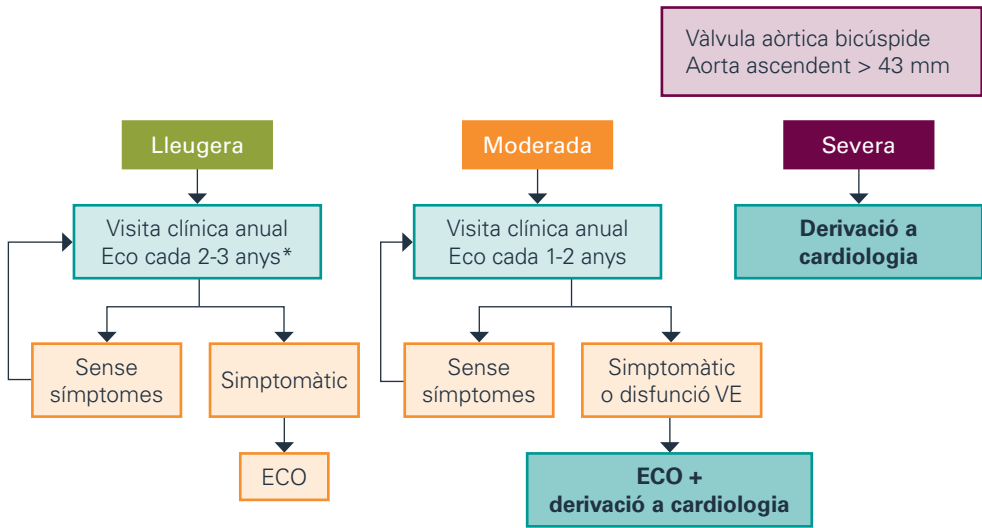 Vàlvula aòrtica bicúspide
Aorta ascendent > 43 mm
Lleugera
Moderada
Severa
Visita clínica anual
Eco cada 2-3 anys*
Visita clínica anual
Eco cada 1-2 anys
Derivació a
cardiologia
Sense
símptomes
Simptomàtic
Sense
símptomes
Simptomàtic
o disfunció VE
ECO
ECO +
derivació a cardiologia